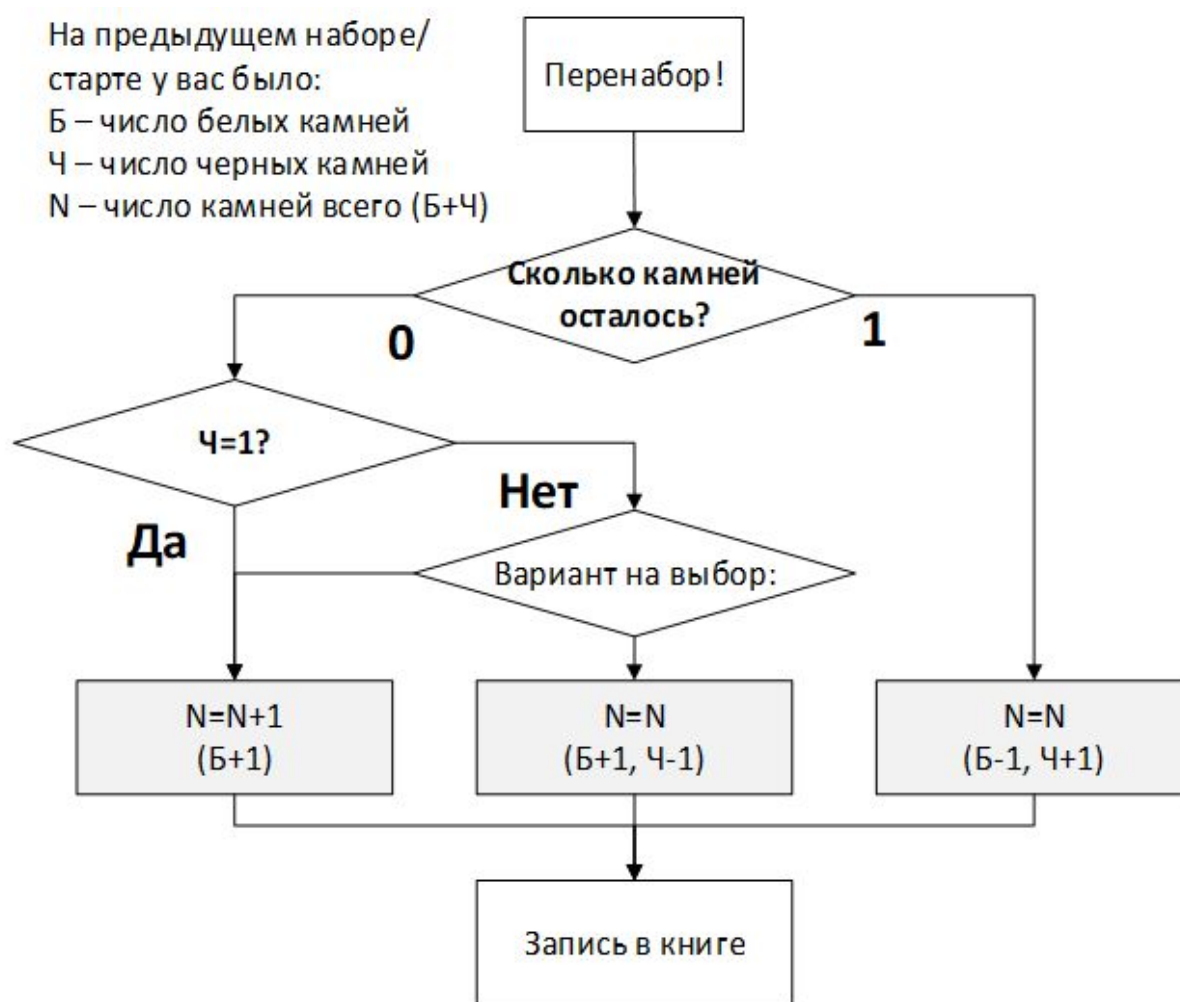 На предыдущем наборе/
старте у вас было:
Б – число белых камней
Ч – число черных камней
N – число камней всего (Б+Ч)
Перенабор!
Сколько камней
осталось?
0
1
Ч=1?
Нет
Да
Вариант на выбор:
N=N+1
(Б+1)
N=N
(Б+1, Ч-1)
N=N
(Б-1, Ч+1)
Запись в книге